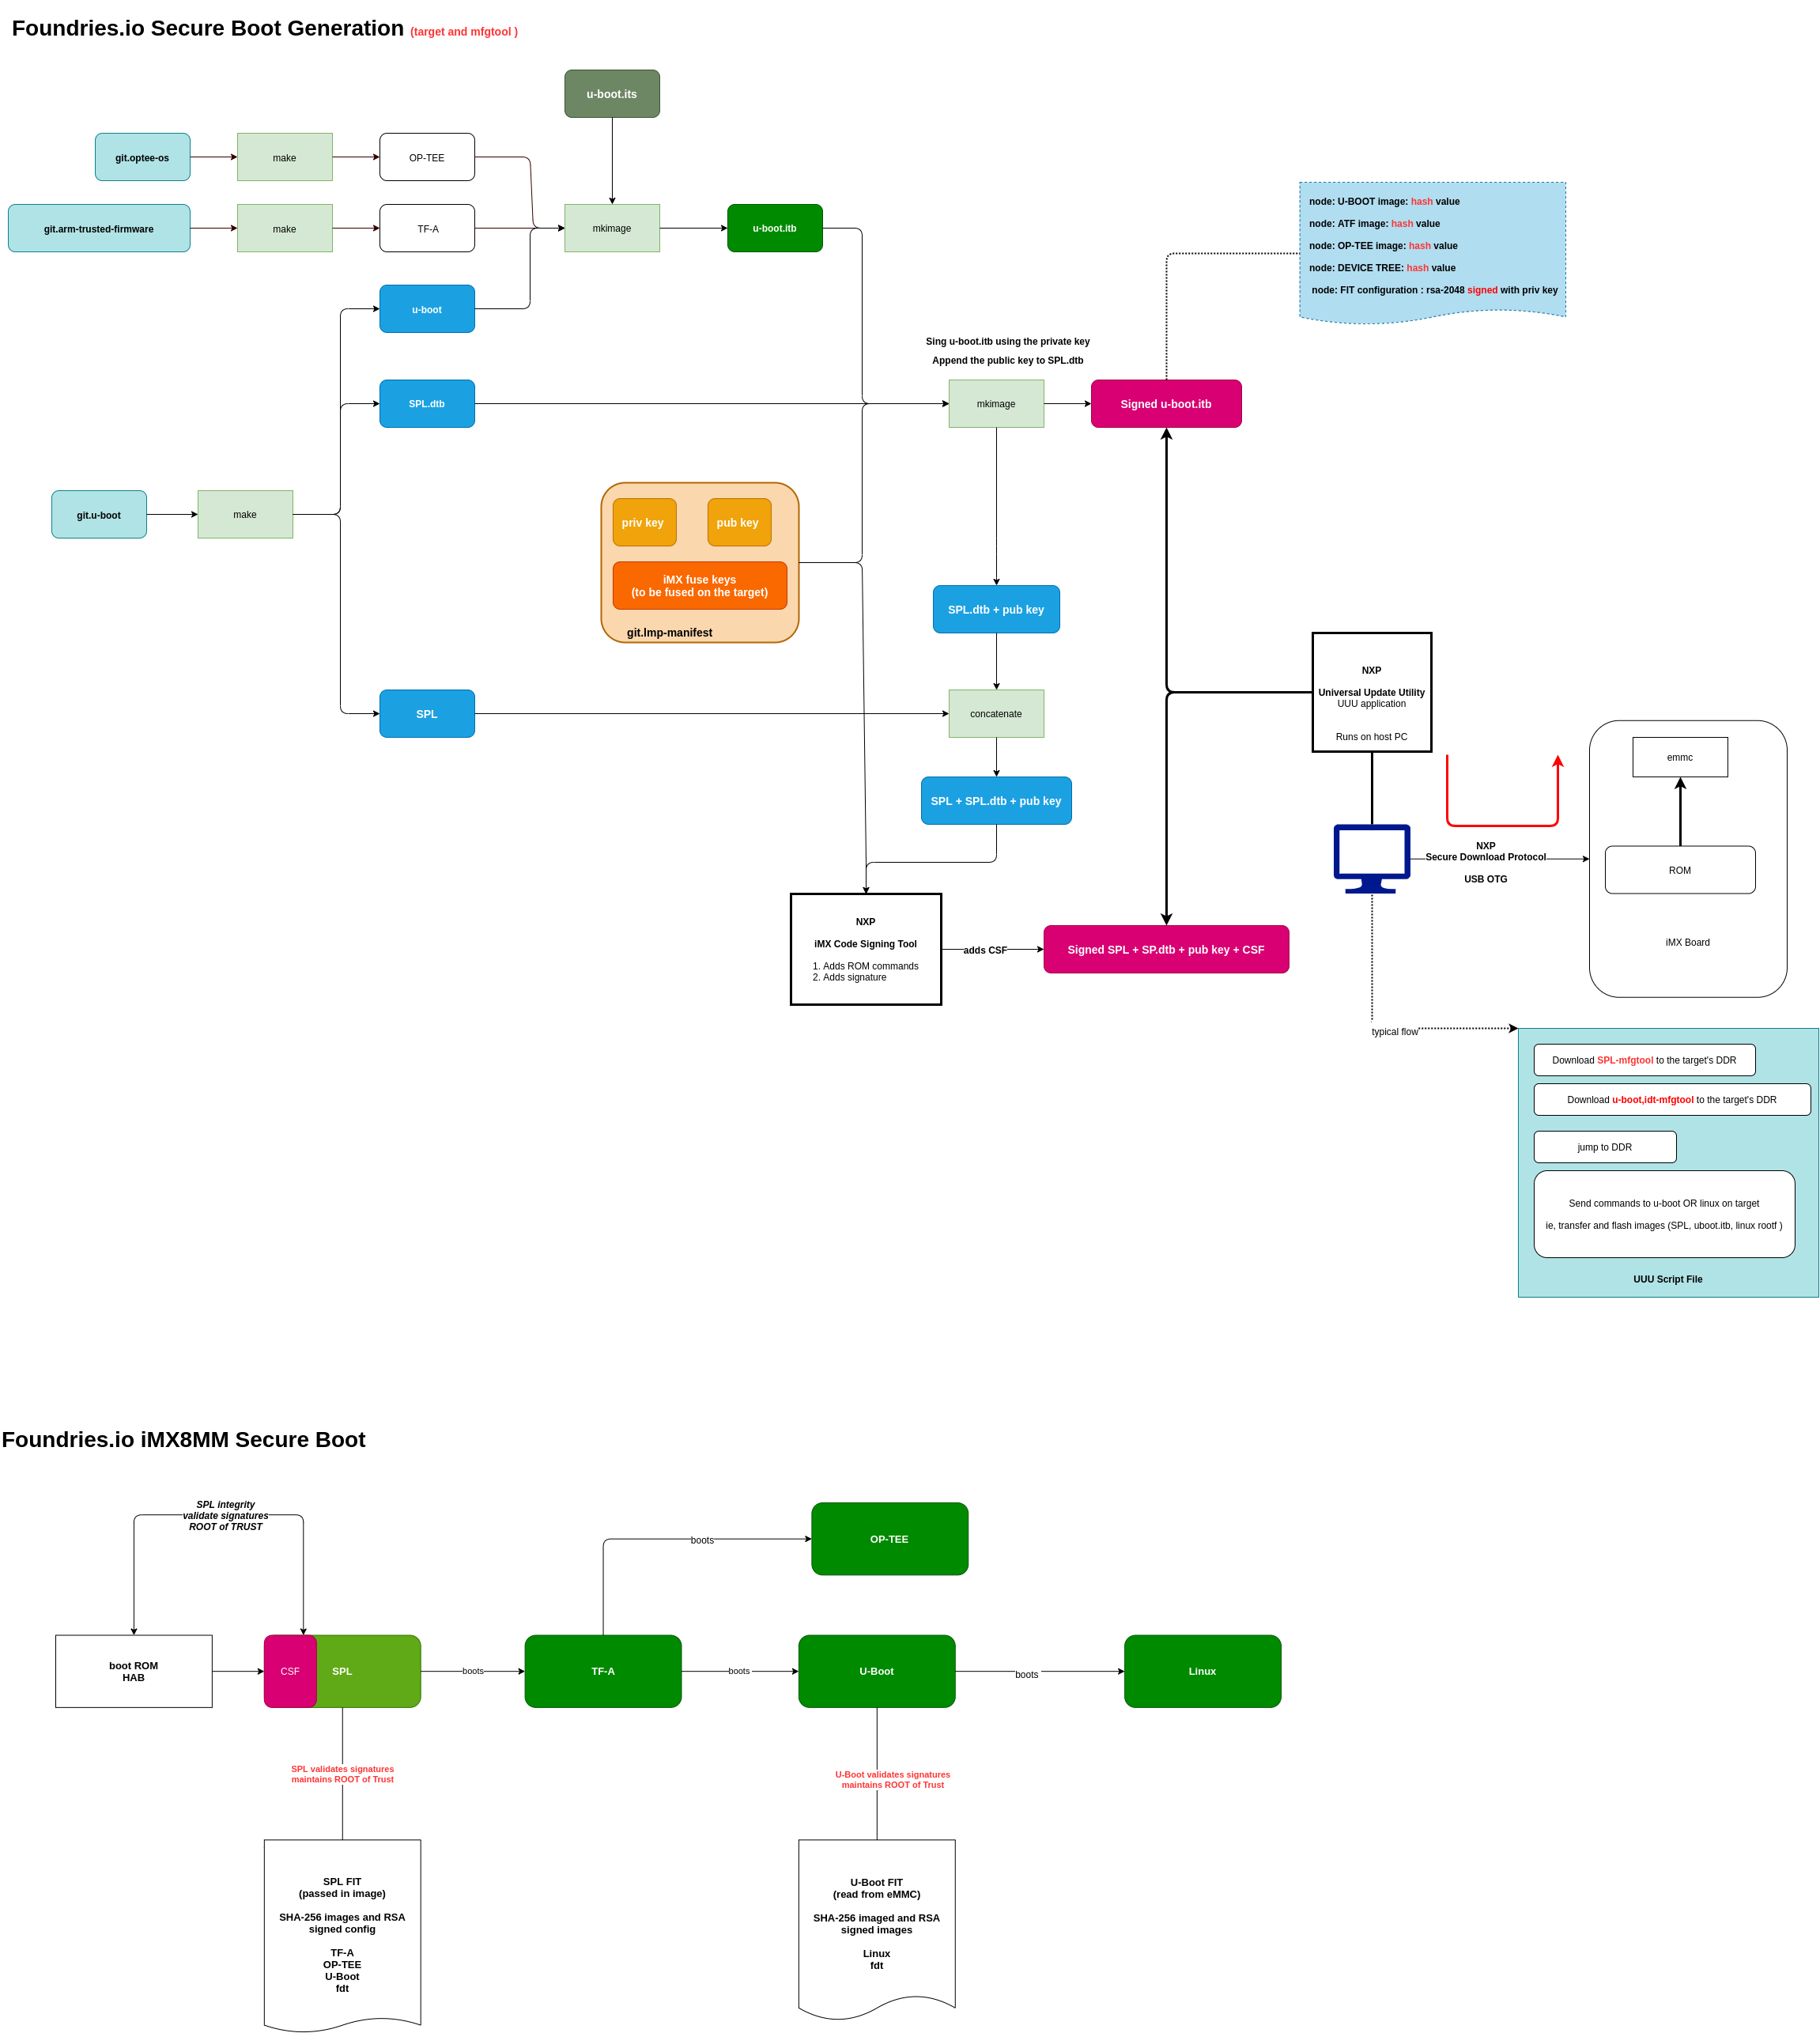 Foundries.io Secure Boot Generation (target and mfgtool )
u-boot.its
git.optee-os
make
OP-TEE
git.arm-trusted-firmware
make
TF-A
mkimage
u-boot.itb
node: U-BOOT image: hash value
node: ATF image: hash value
node: OP-TEE image: hash value
node: DEVICE TREE: hash value
node: FIT configuration : rsa-2048 signed with priv key
u-boot
Sing u-boot.itb using the private key
Append the public key to SPL.dtb
SPL.dtb
mkimage
Signed u-boot.itb
git.u-boot
make
priv key
pub key
iMX fuse keys
(to be fused on the target)
git.lmp-manifest
SPL.dtb + pub key
SPL
concatenate
SPL + SPL.dtb + pub key
NXP
Universal Update Utility
UUU application
Runs on host PC
emmc
NXP
Secure Download Protocol
USB OTG
ROM
iMX Board
NXP
iMX Code Signing Tool
1. Adds ROM commands
2. Adds signature
adds CSF
Signed SPL + SP.dtb + pub key + CSF
typical flow
Download SPL-mfgtool to the target's DDR
Download u-boot,idt-mfgtool to the target's DDR
jump to DDR
Send commands to u-boot OR linux on target
ie, transfer and flash images (SPL, uboot.itb, linux rootf )
UUU Script File
Foundries.io iMX8MM Secure Boot
SPL integrity
validate signatures
ROOT of TRUST
boots
OP-TEE
boot ROM
HAB
CSF
SPL
boots
TF-A
boots
U-Boot
boots
Linux
SPL validates signatures
maintains ROOT of Trust
U-Boot validates signatures
maintains ROOT of Trust
SPL FIT
(passed in image)
SHA-256 images and RSA
signed config
TF-A
OP-TEE
U-Boot
fdt
U-Boot FIT
(read from eMMC)
SHA-256 imaged and RSA
signed images
Linux
fdt